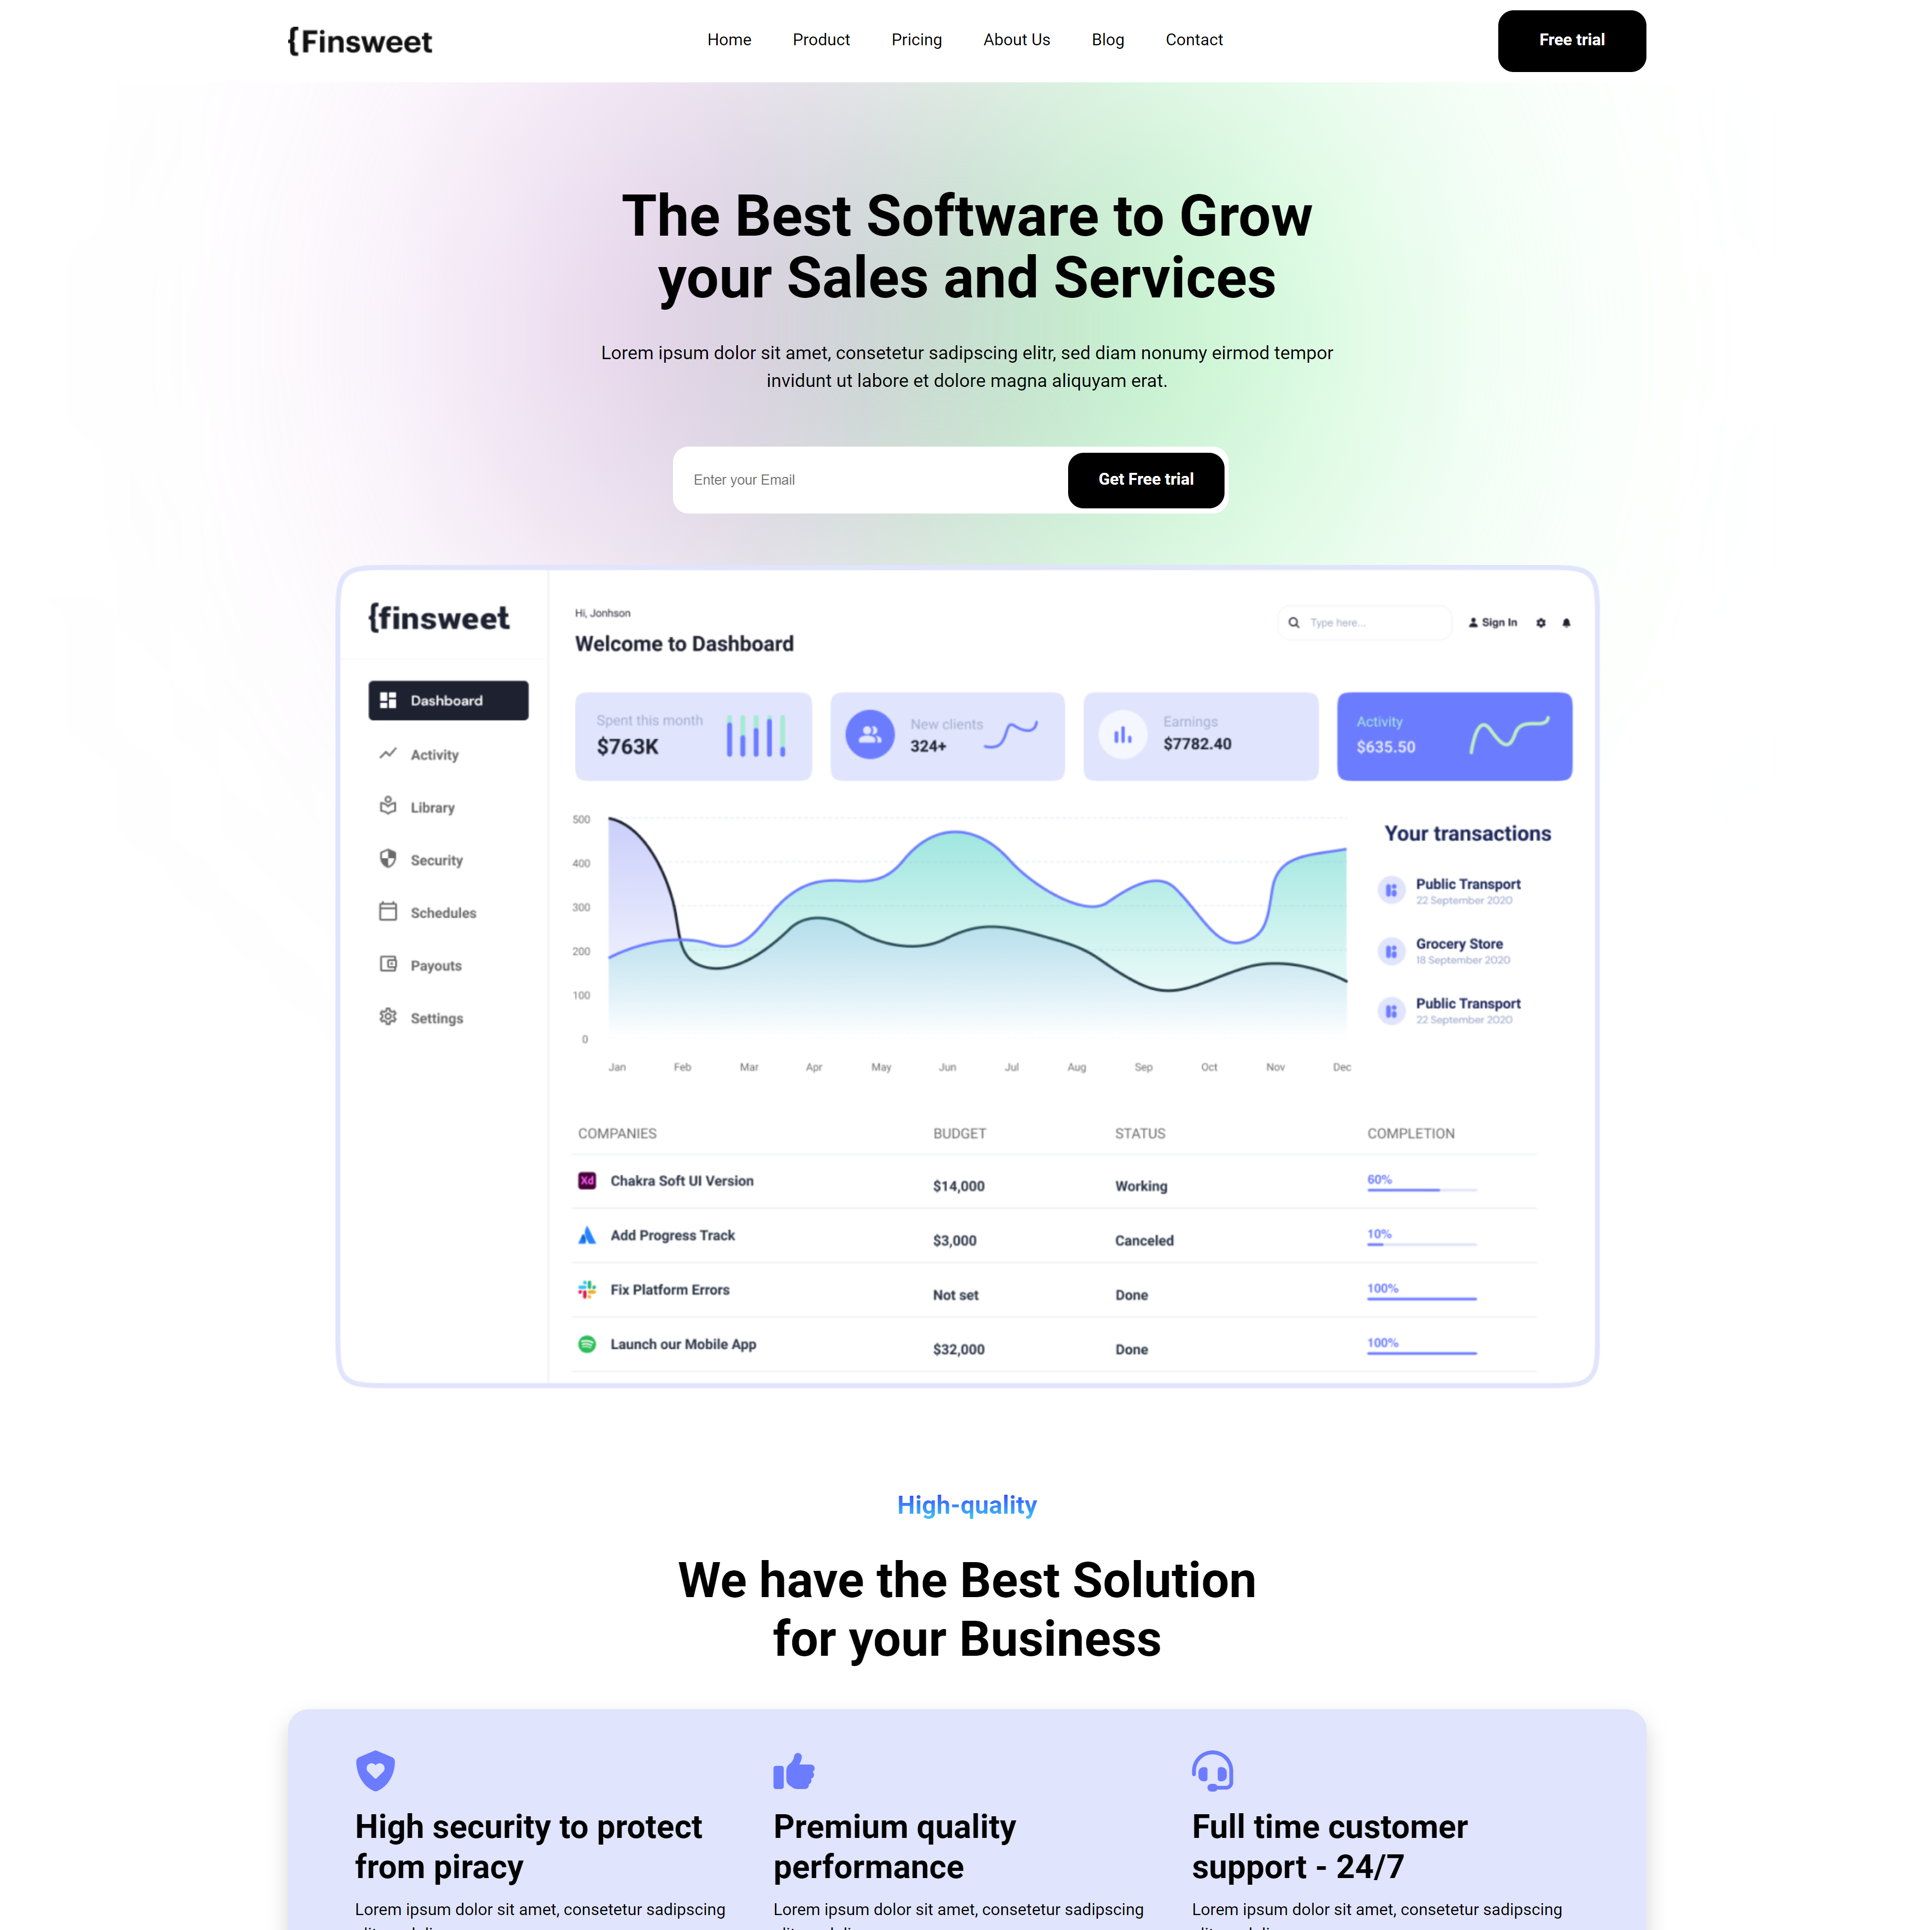 {Finsweet
Home Product Pricing About Us Blog Contact
Free trial
The Best Software to Grow
your Sales and Services
Lorem ipsum dolor sit amet, consetetur sadipscing elitr, sed diam nonumy eirmod tempor
invidunt ut labore et dolore magna aliquyam erat.
Enter your Email
Get Free trial
{finsweet
Dashboard
Activity
Library
Security
Schedules
Payouts
Settings
Hi, Jonhson
Welcome to Dashboard
Type here...
Sign In
Spent this month
$763K
New clients
324+
Earnings
$7782.40
Activity
$635.50
500
400
300
200
100
0
Jan Feb Mar Apr May Jun Jul Aug Sep Oct Nov Dec
Your transactions
Public Transport
22 September 2020
Grocery Store
18 September 2020
Public Transport
22 September 2020
COMPANIES BUDGET STATUS COMPLETION
Xd Chakra Soft UI Version $14,000 Working 60%
Add Progress Track $3,000 Canceled 10%
Fix Platform Errors Not set Done 100%
Launch our Mobile App $32,000 Done 100%
High-quality
We have the Best Solution
for your Business
High security to protect
from piracy
Lorem ipsum dolor sit amet, consetetur sadipscing
Premium quality
performance
Lorem ipsum dolor sit amet, consetetur sadipscing
Full time customer
support - 24/7
Lorem ipsum dolor sit amet, consetetur sadipscing